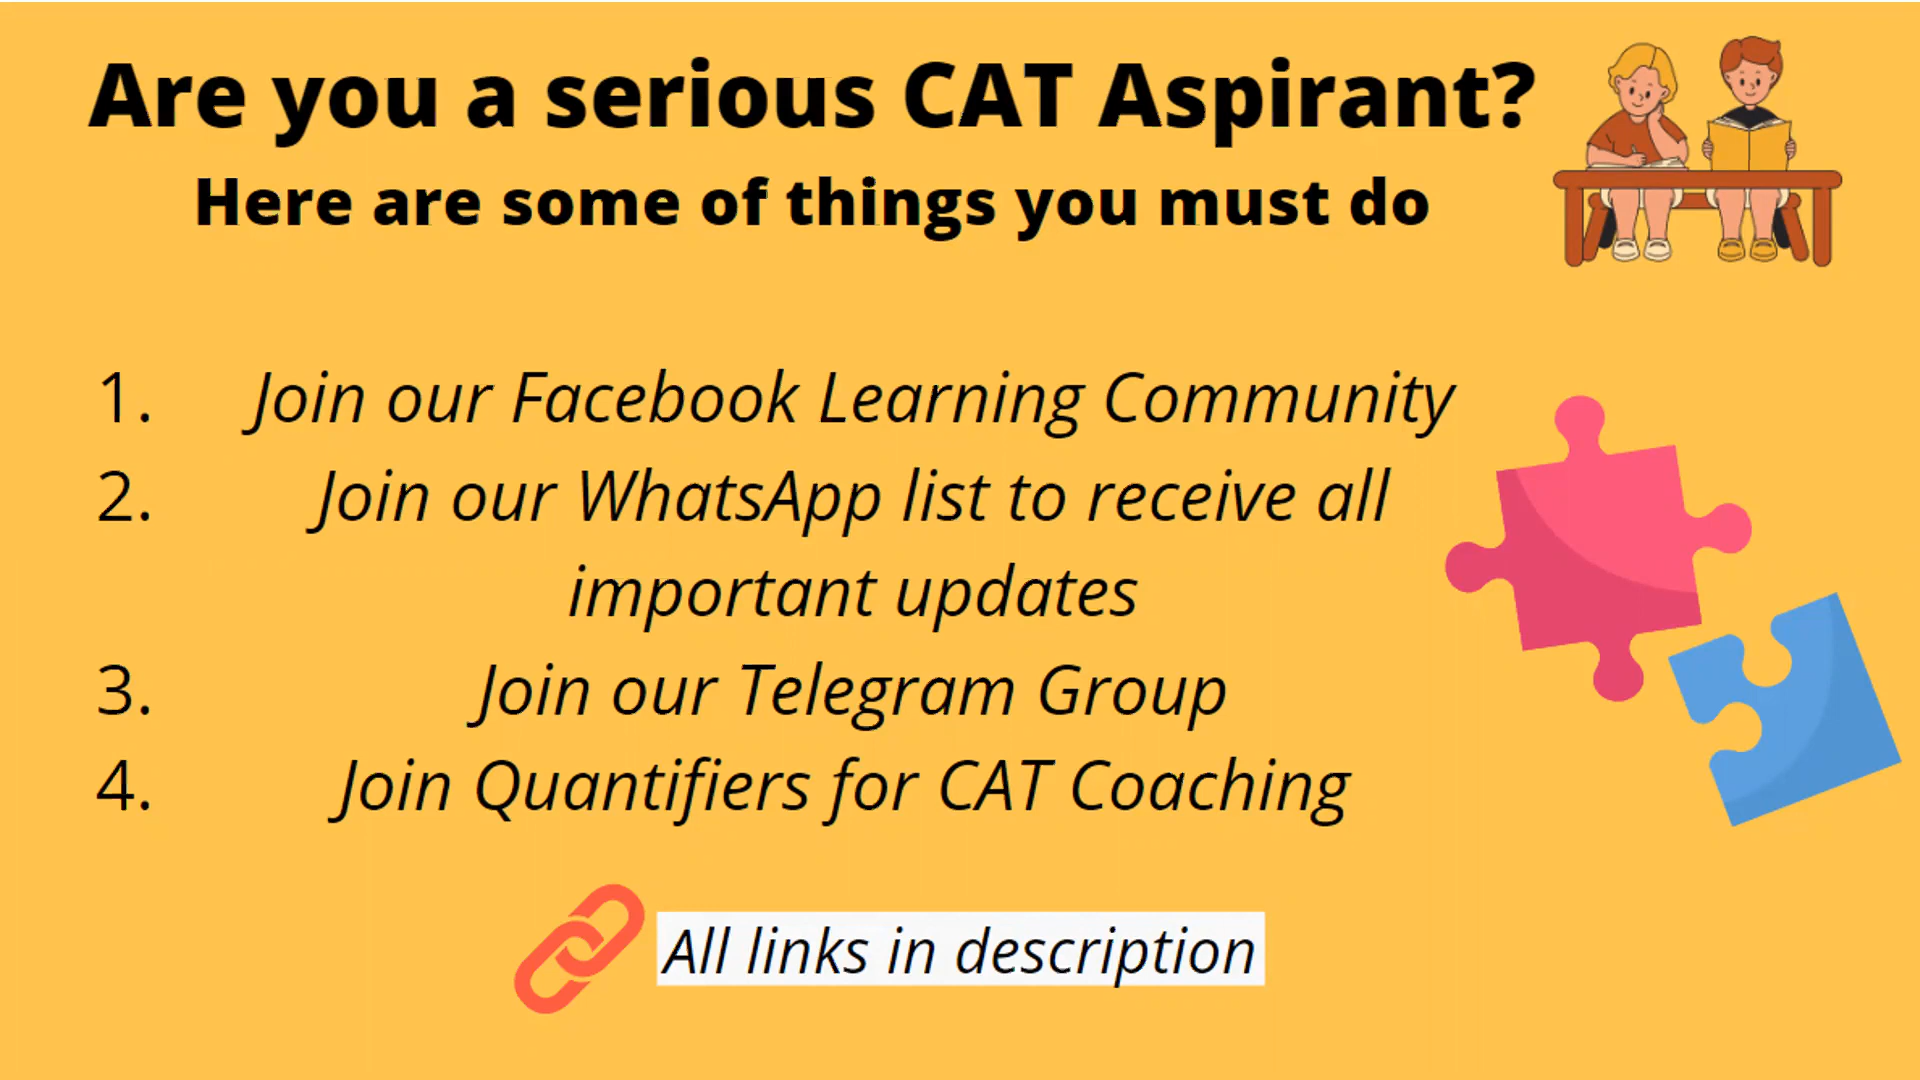 Are you a serious CAT Aspirant?
Here are some of things you must do
1. Join our Facebook Learning Community
2. Join our WhatsApp list to receive all
important updates
3. Join our Telegram Group
4. Join Quantifiers for CAT Coaching
All links in description